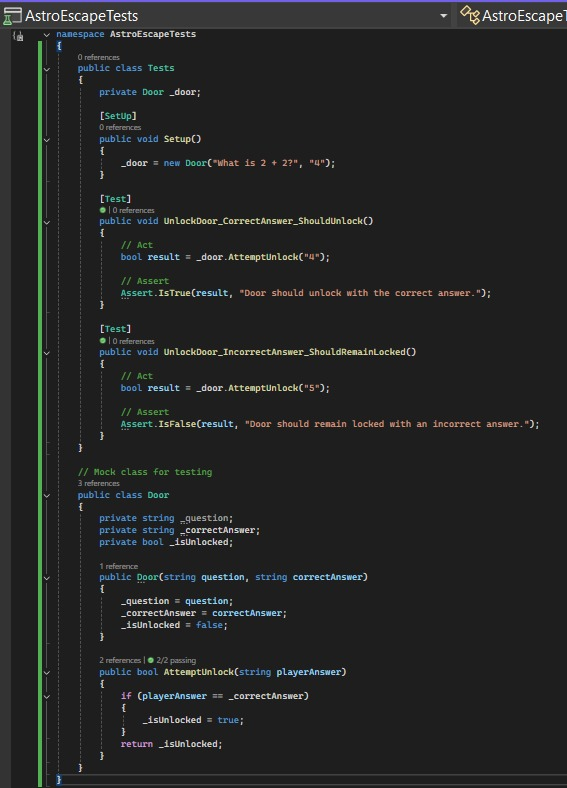 AstroEscapeTests
AstroEscapeT
namespace AstroEscapeTests
{
0 references
public class Tests
{
private Door _door;
[SetUp]
0 references
public void Setup()
{
_door = new Door("What is 2 + 2?", "4");
}
[Test]
0 references
public void UnlockDoor_CorrectAnswer_ShouldUnlock()
{
// Act
bool result = _door.AttemptUnlock("4");
// Assert
Assert.IsTrue(result, "Door should unlock with the correct answer.");
}
[Test]
0 references
public void UnlockDoor_IncorrectAnswer_ShouldRemainLocked()
{
// Act
bool result = _door.AttemptUnlock("5");
// Assert
Assert.IsFalse(result, "Door should remain locked with an incorrect answer.");
}
}
// Mock class for testing
3 references
public class Door
{
private string _question;
private string _correctAnswer;
private bool _isUnlocked;
1 reference
public Door(string question, string correctAnswer)
{
_question = question;
_correctAnswer = correctAnswer;
_isUnlocked = false;
}
2 references | 2/2 passing
public bool AttemptUnlock(string playerAnswer)
{
if (playerAnswer == _correctAnswer)
{
_isUnlocked = true;
}
return _isUnlocked;
}
}
}